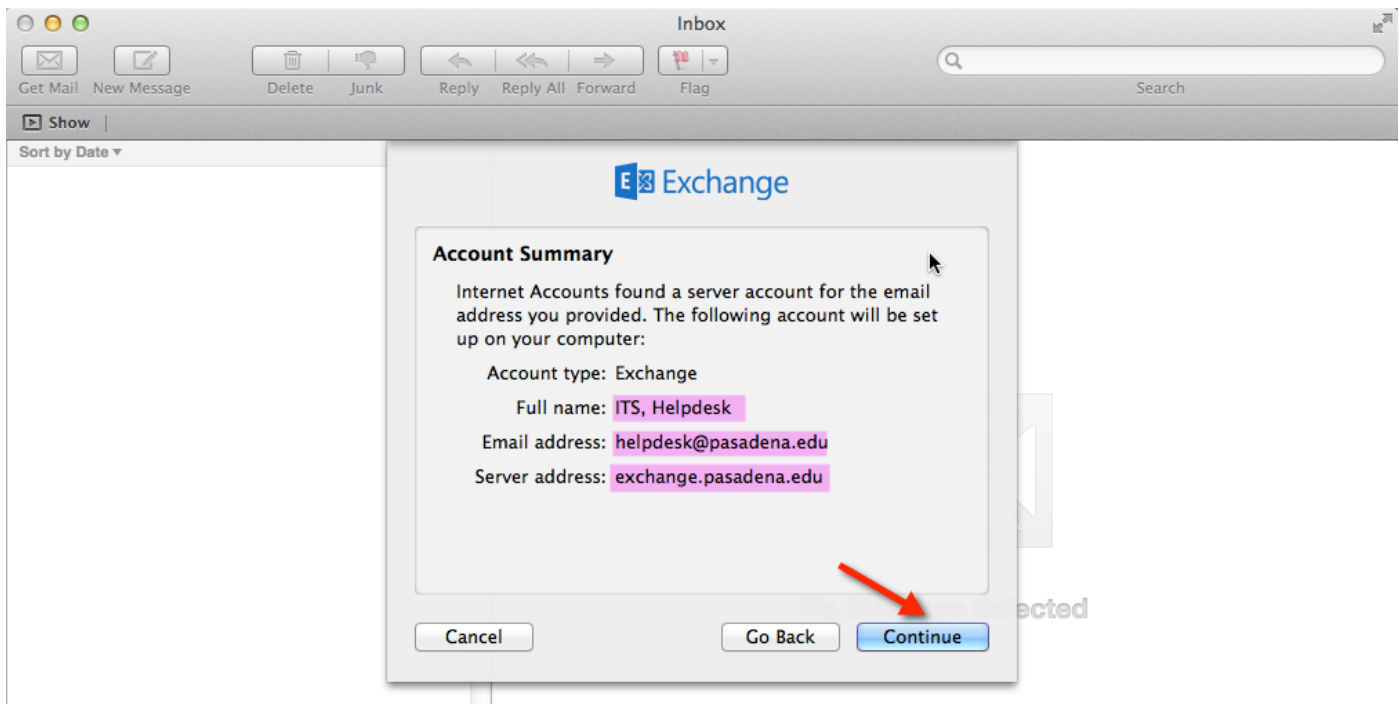 Inbox
Get Mail New Message Delete Junk Reply Reply All Forward Flag Search
Show
Sort by Date
E Exchange
Account Summary
Internet Accounts found a server account for the email
address you provided. The following account will be set
up on your computer:
Account type: Exchange
Full name: ITS, Helpdesk
Email address: helpdesk@pasadena.edu
Server address: exchange.pasadena.edu
Cancel Go Back Continue